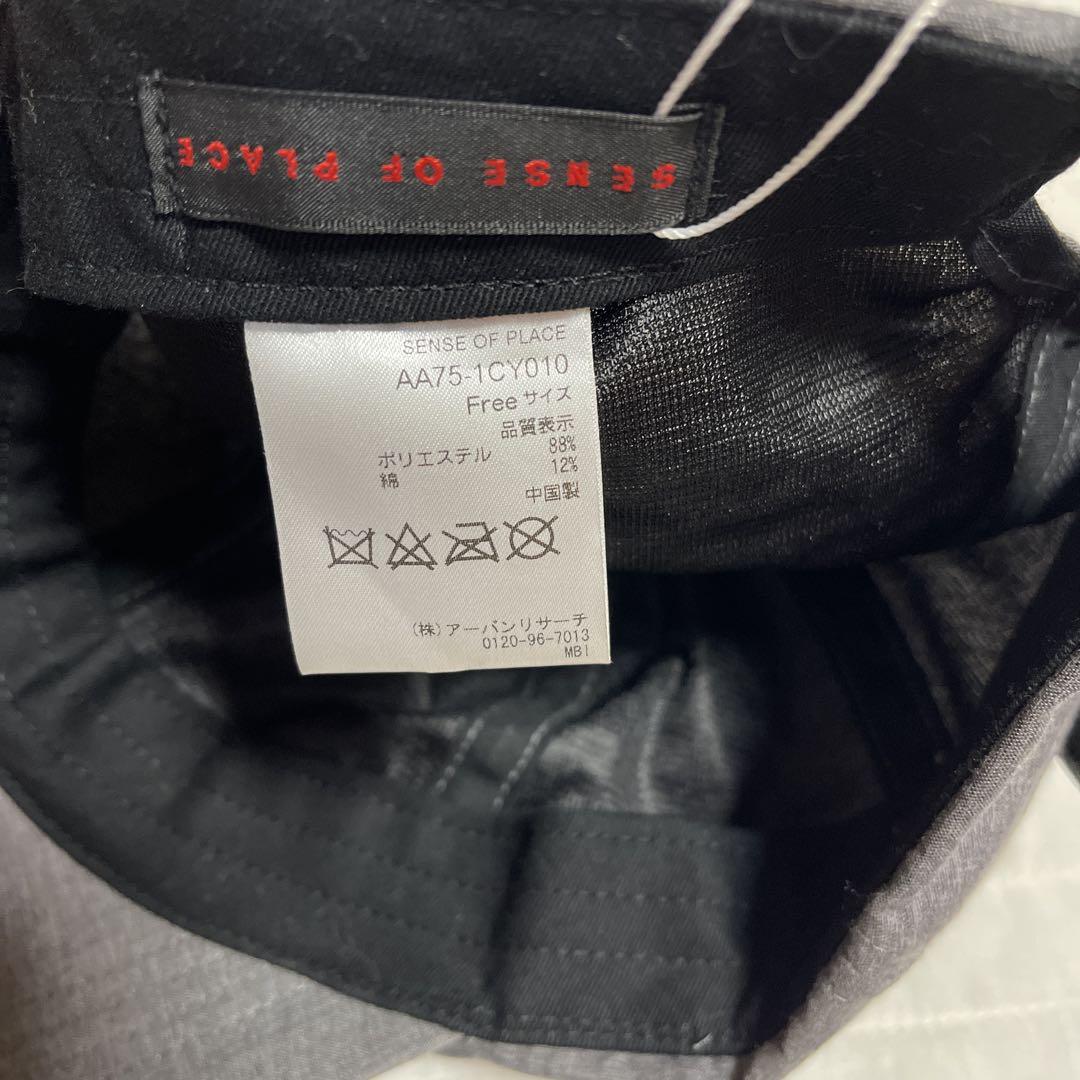 SENSE OF PLACE
SENSE OF PLACE
AA75-1CY010
Freeサイズ
品質表示
ポリエステル 88%
綿 12%
中国製
(株)アーバンリサーチ
0120-96-7013
MBI